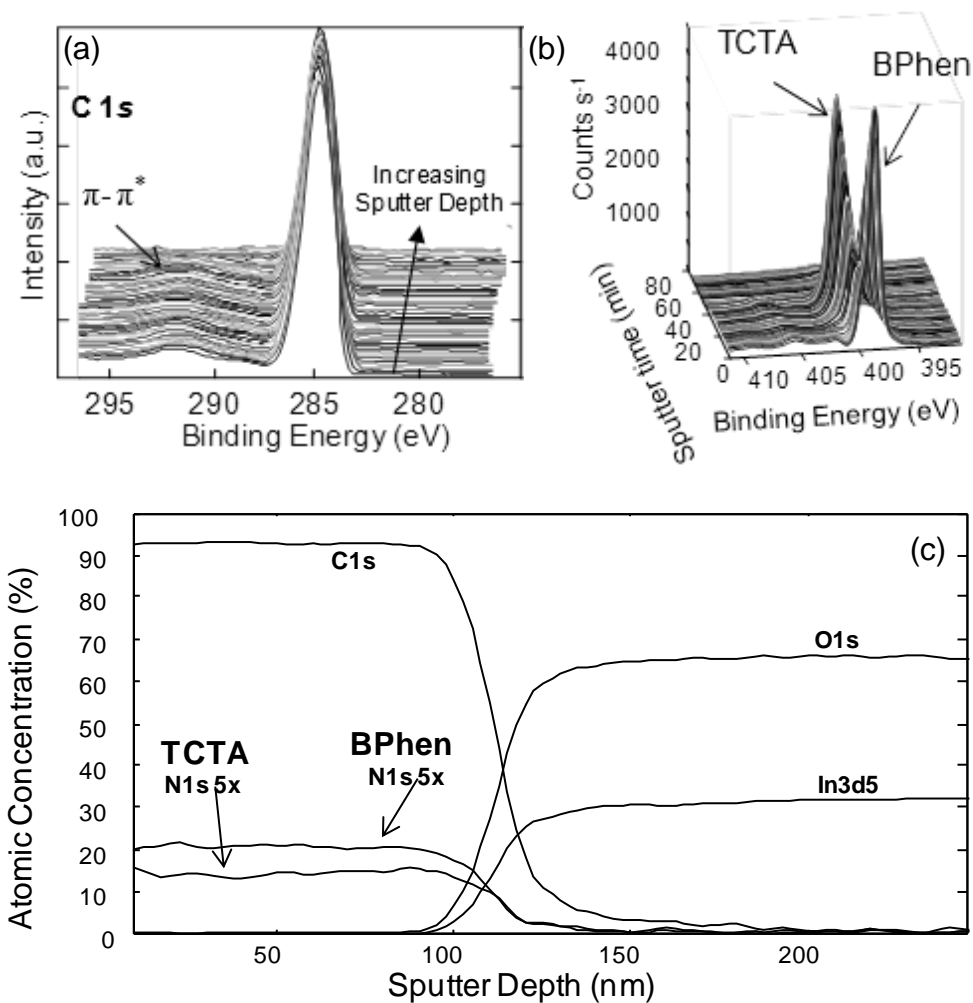 (a)
C 1s
π- π*
Increasing
Sputter Depth
Intensity (a.u.)
295 290 285 280
Binding Energy (eV)
(b)
TCTA
BPhen
Counts s-1
4000
3000
2000
1000
80
60
40
20
0
Sputter time (min)
410 405 400 395
Binding Energy (eV)
(c)
Atomic Concentration (%)
100
90
80
70
60
50
40
30
20
10
0
C1s
O1s
In3d5
TCTA
N1s 5x
BPhen
N1s 5x
50 100 150 200
Sputter Depth (nm)